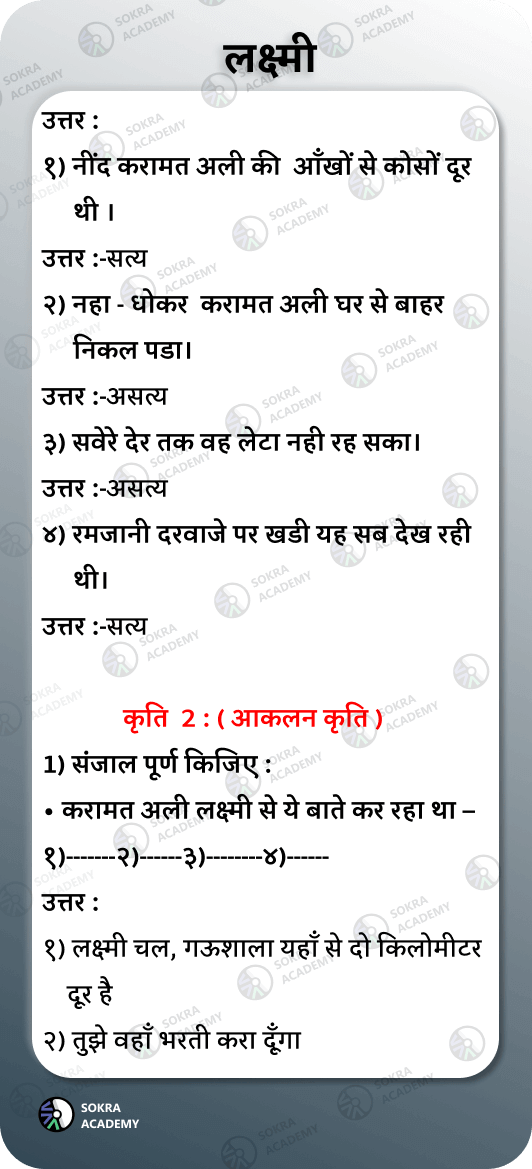 लक्ष्मी
उत्तर :
१) नींद करामत अली की आँखों से कोसों दूर
थी ।
उत्तर :-सत्य
२) नहा - धोकर करामत अली घर से बाहर
निकल पडा।
उत्तर :-असत्य
३) सवेरे देर तक वह लेटा नही रह सका।
उत्तर :-असत्य
४) रमजानी दरवाजे पर खडी यह सब देख रही
थी।
उत्तर :-सत्य
कृति 2 : ( आकलन कृति )
1) संजाल पूर्ण किजिए :
• करामत अली लक्ष्मी से ये बाते कर रहा था –
१)-------२)------३)--------४)------
उत्तर :
१) लक्ष्मी चल, गऊशाला यहाँ से दो किलोमीटर
दूर है
२) तुझे वहाँ भरती करा दूँगा
SOKRA
ACADEMY